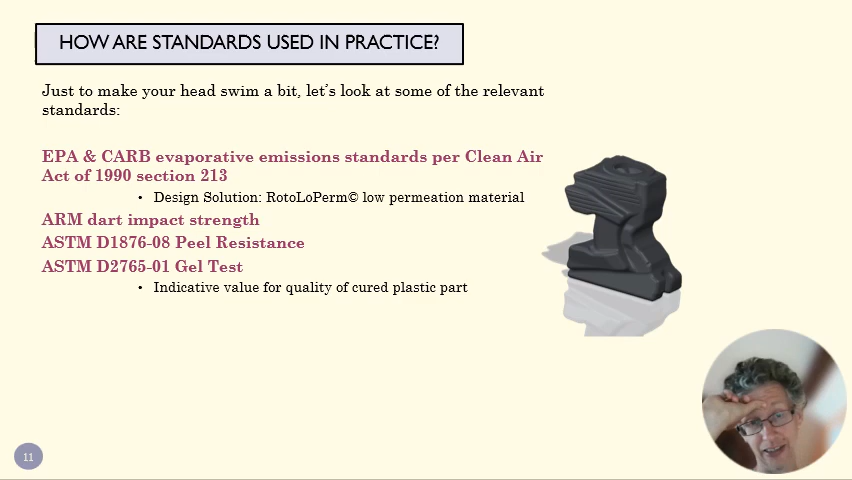 HOW ARE STANDARDS USED IN PRACTICE?
Just to make your head swim a bit, let's look at some of the relevant
standards:
EPA & CARB evaporative emissions standards per Clean Air
Act of 1990 section 213
• Design Solution: RotoLoPerm© low permeation material
ARM dart impact strength
ASTM D1876-08 Peel Resistance
ASTM D2765-01 Gel Test
• Indicative value for quality of cured plastic part
11